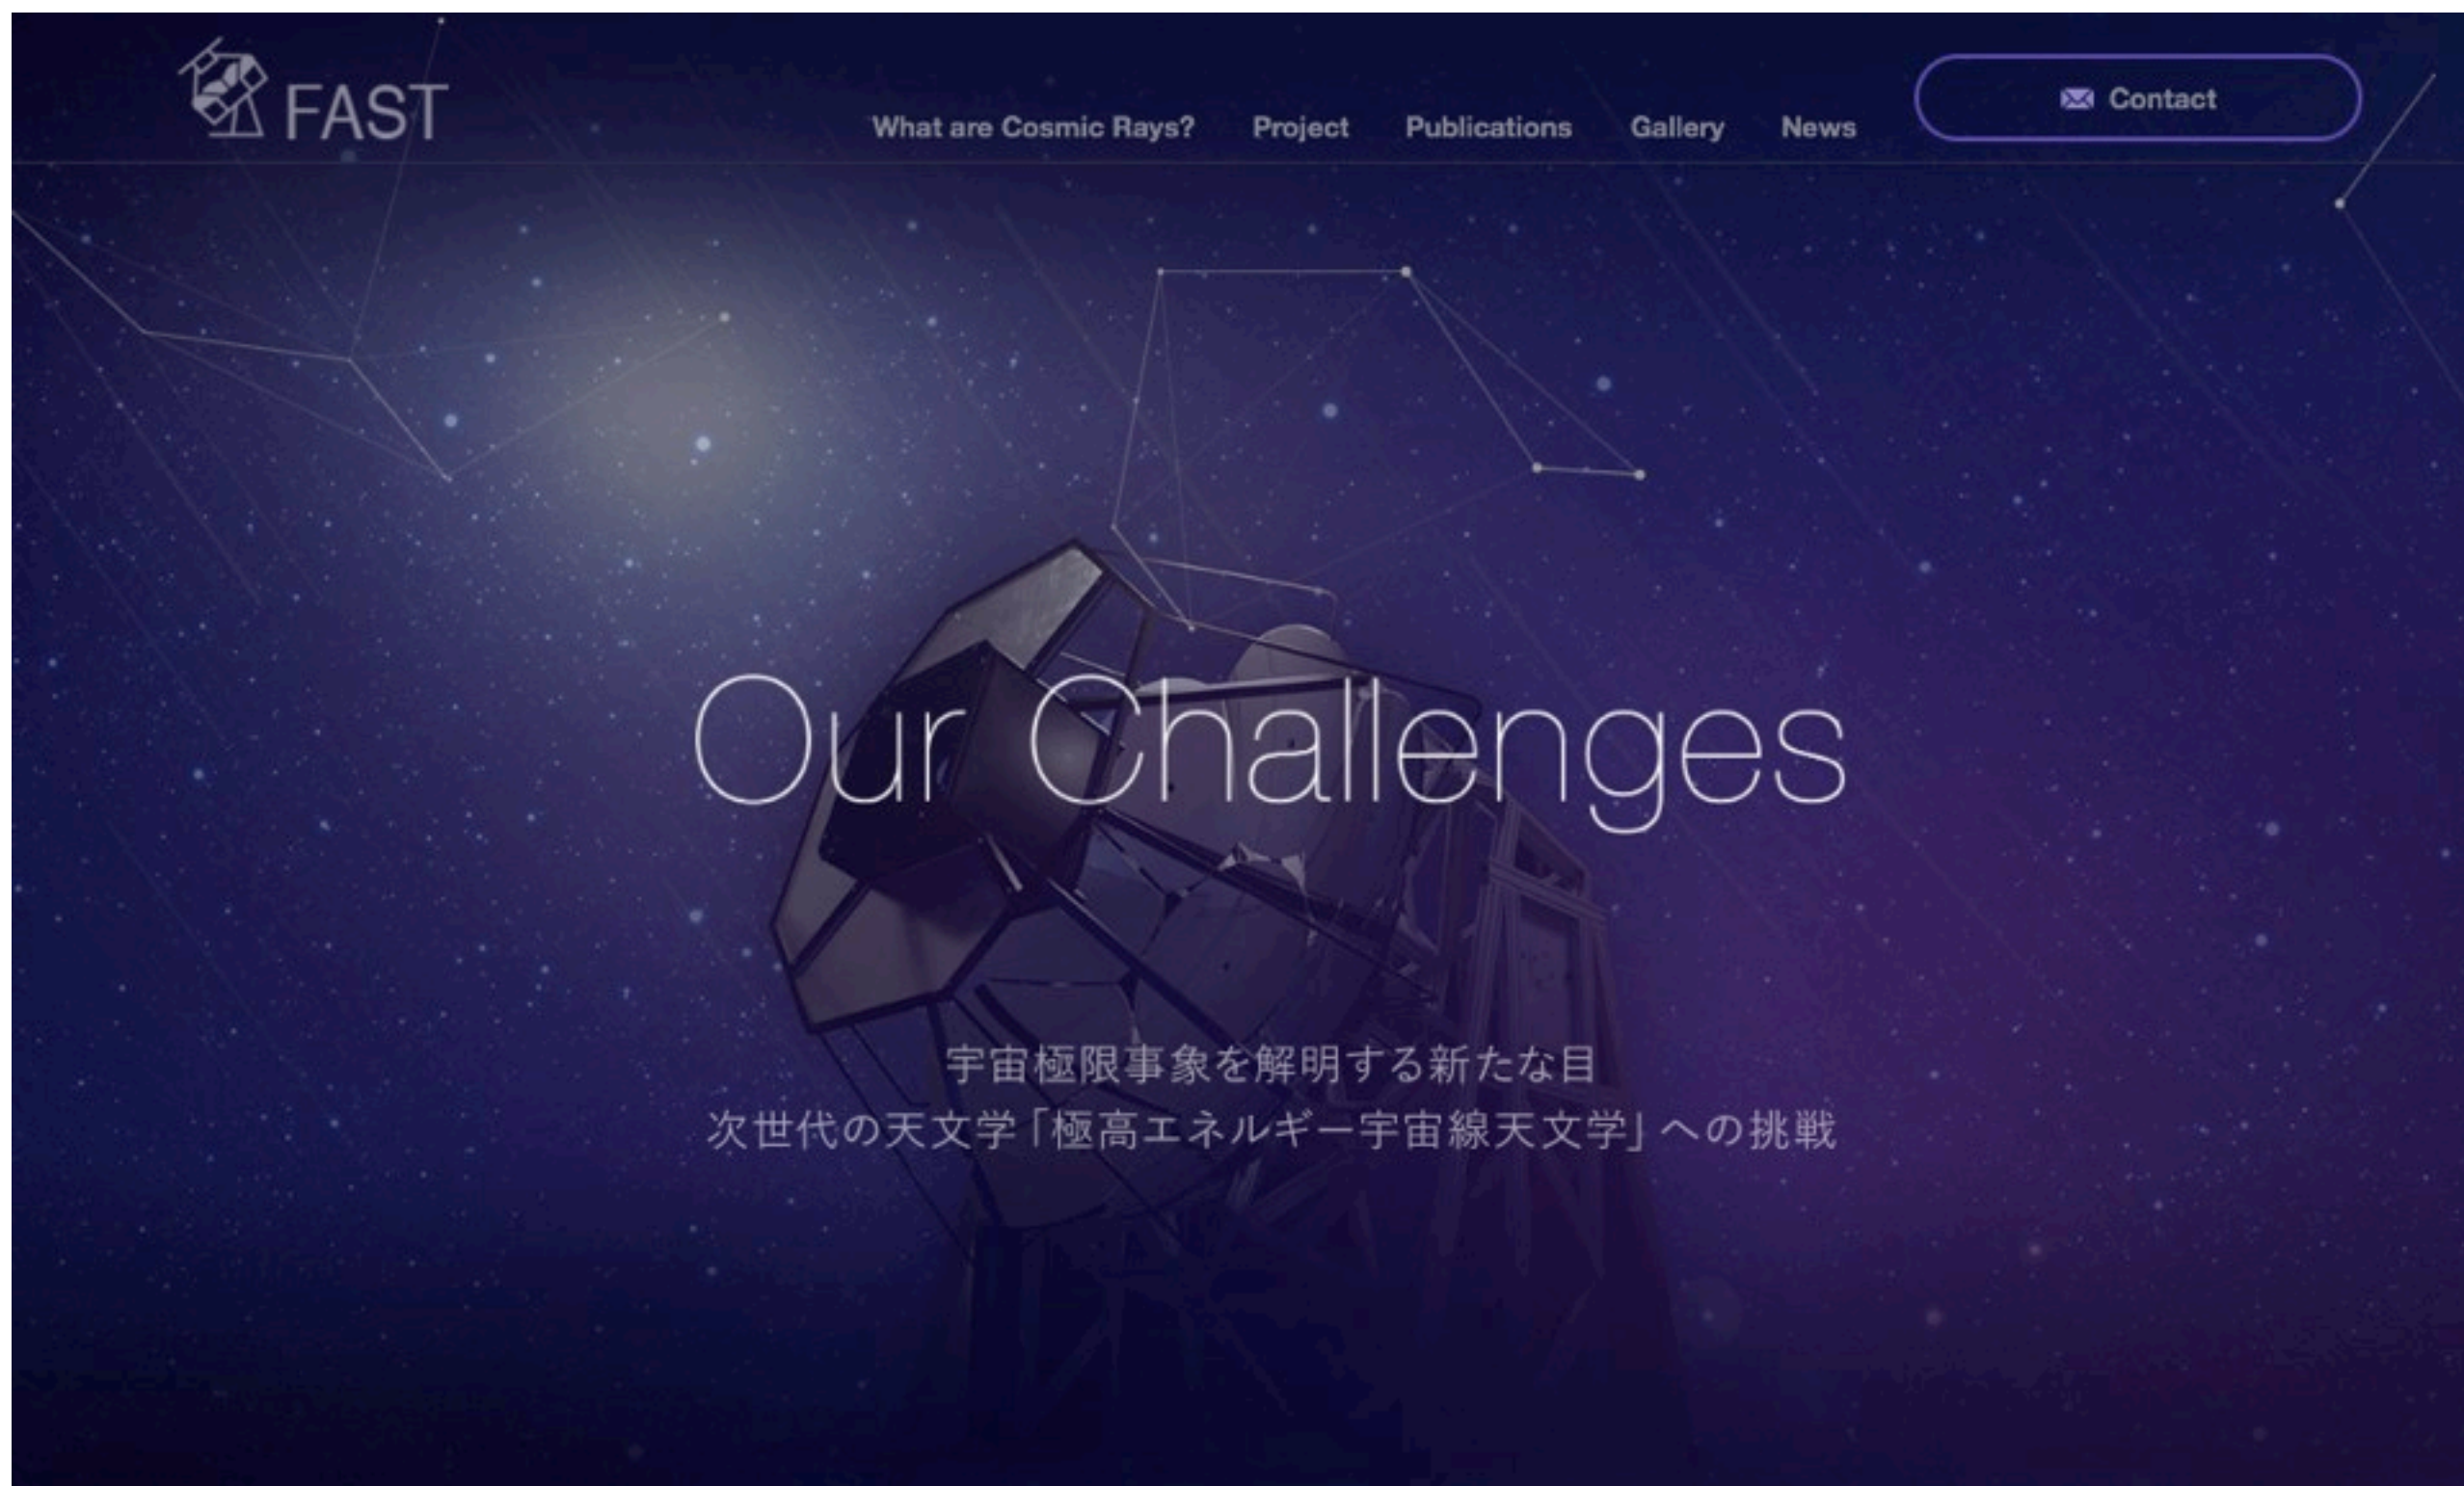 FAST
What are Cosmic Rays? Project Publications Gallery News Contact
Our Challenges
宇宙極限事象を解明する新たな目
次世代の天文学「極高エネルギー宇宙線天文学」への挑戦